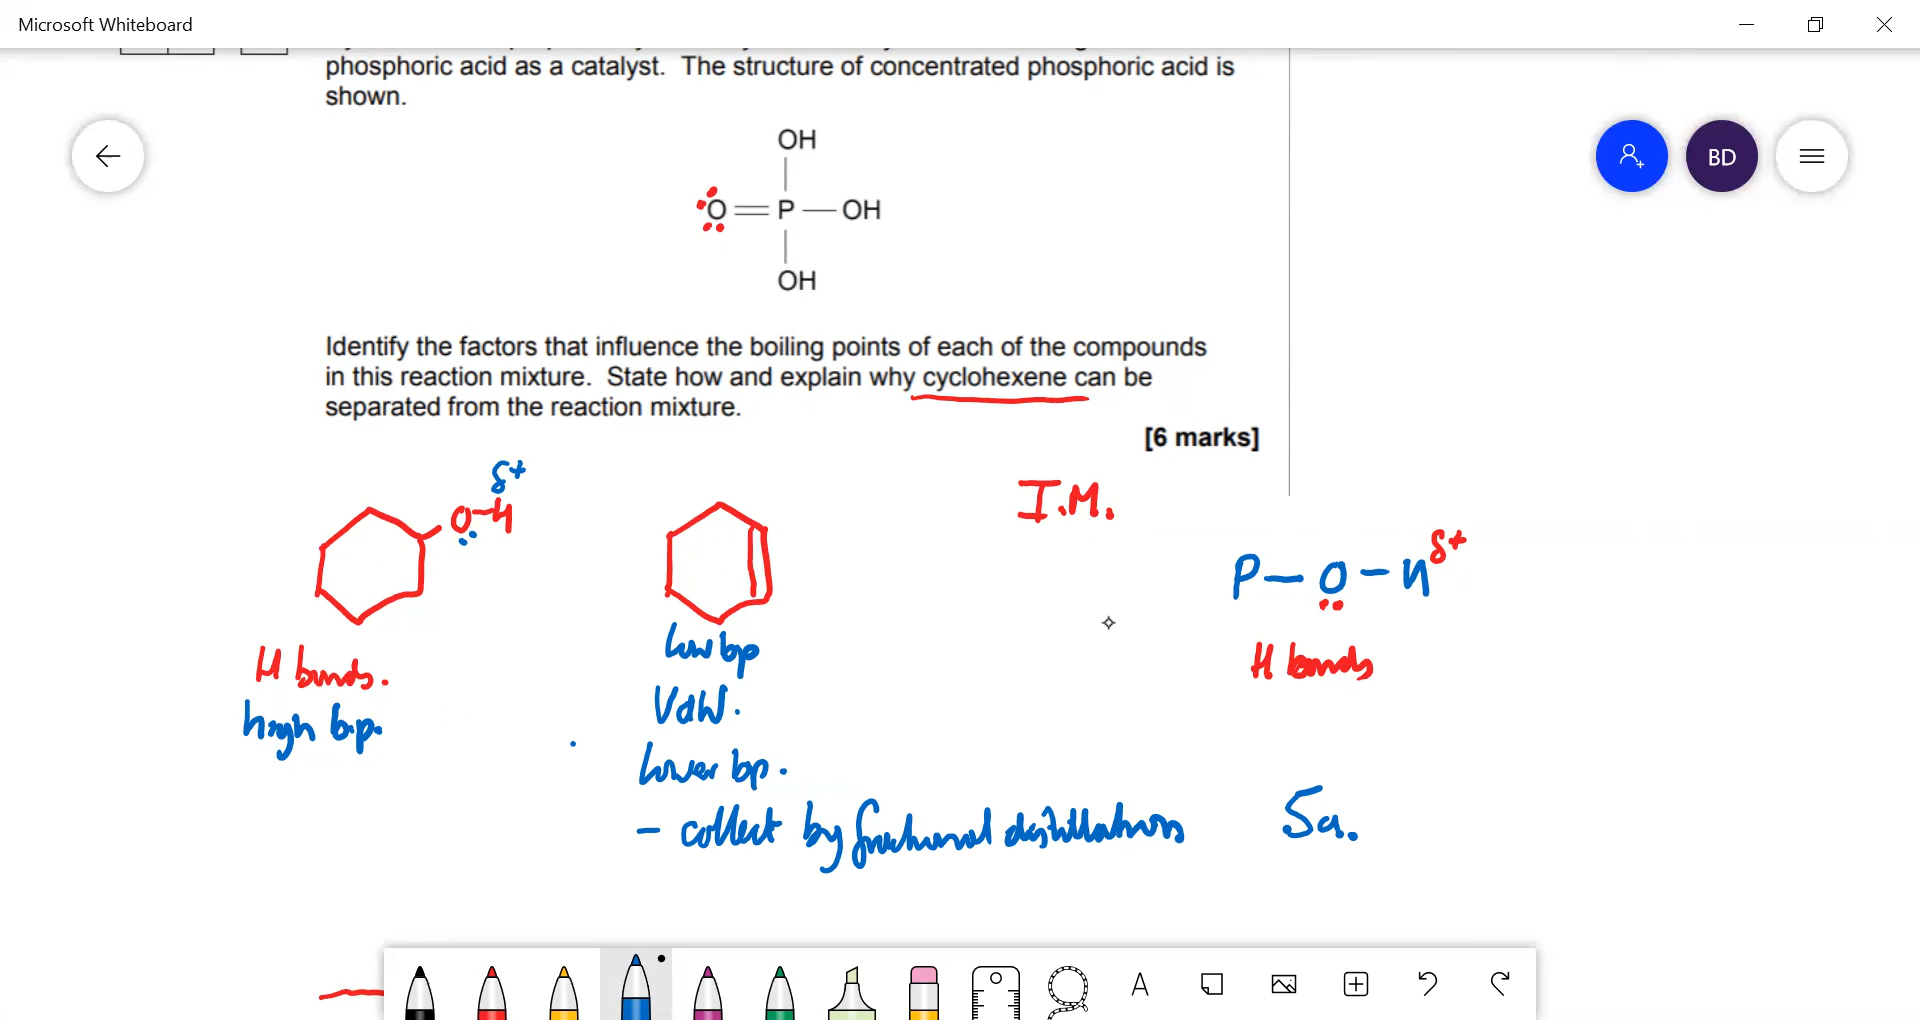 Microsoft Whiteboard
phosphoric acid as a catalyst. The structure of concentrated phosphoric acid is
shown.
OH
O P OH
OH
BD
Identify the factors that influence the boiling points of each of the compounds
in this reaction mixture. State how and explain why cyclohexene can be
separated from the reaction mixture.
[6 marks]
δ+
O-H
I.M.
δ+
P-O-H
low bp
H bonds.
H bonds
VdW.
high b.p.
lower bp.
- collect by fractional distillation
A